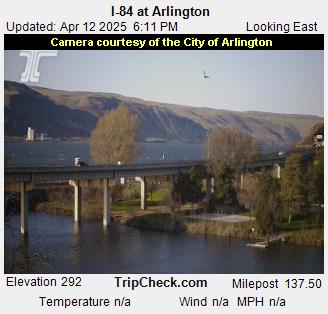 I-84 at Arlington
Updated: Apr 12 2025 6:11 PM Looking East
Camera courtesy of the City of Arlington
Elevation 292 TripCheck.com Milepost 137.50
Temperature n/a Wind n/a MPH n/a